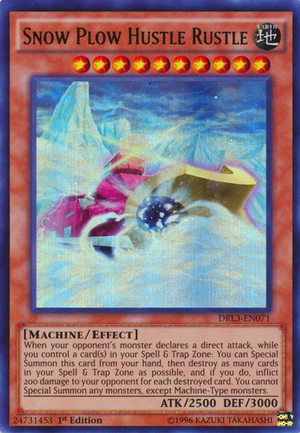 SNOW PLOW HUSTLE RUSTLE
EARTH
地
DRL3-EN071
[MACHINE/EFFECT]
When your opponent's monster declares a direct attack, while
you control a card(s) in your Spell & Trap Zone: You can Special
Summon this card from your hand, then destroy as many cards
in your Spell & Trap Zone as possible, and if you do, inflict
200 damage to your opponent for each destroyed card. You cannot
Special Summon any monsters, except Machine-Type monsters.
ATK/2500 DEF/3000
24731453 1st Edition ©1996 KAZUKI TAKAHASHI